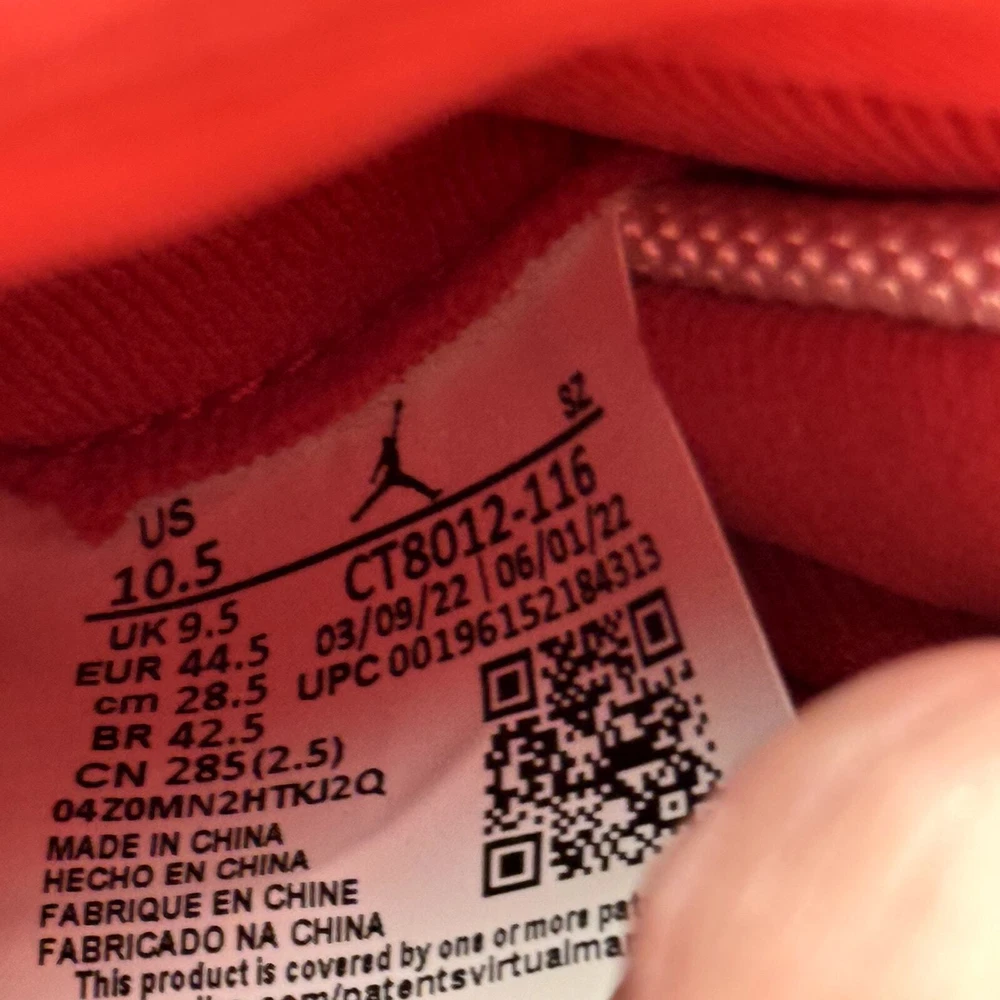 SZ
US
10.5
CT8012-116
03/09/22 | 06/01/22
UPC 00196152184313
UK 9.5
EUR 44.5
cm 28.5
BR 42.5
CN 285(2.5)
04Z0MN2HTKJ2Q
MADE IN CHINA
HECHO EN CHINA
FABRIQUE EN CHINE
FABRICADO NA CHINA
This product is covered by one or more